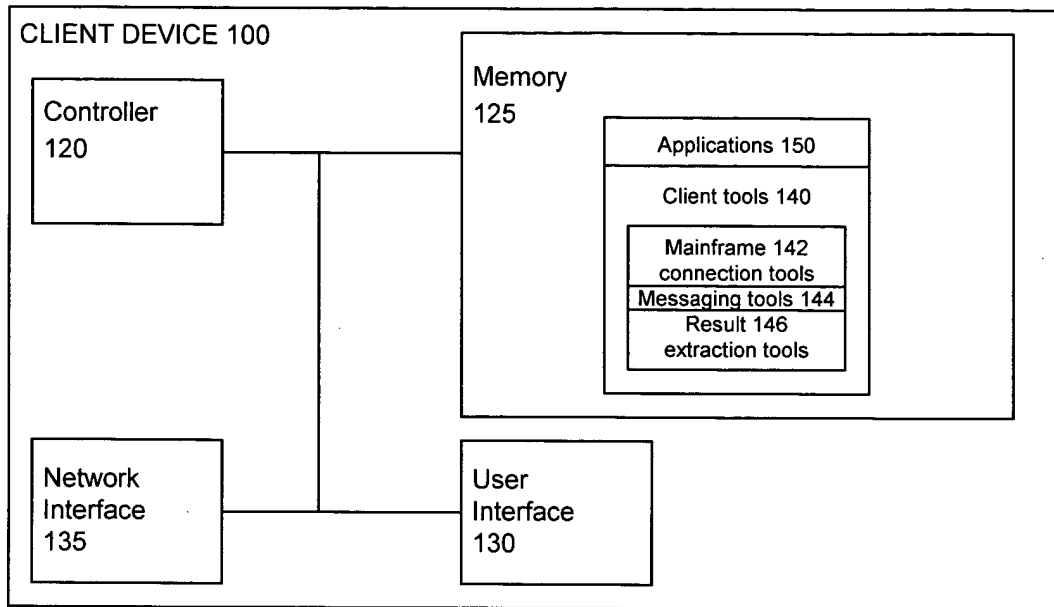 CLIENT DEVICE 100
Controller
120
Memory
125
Applications 150
Client tools 140
Mainframe 142
connection tools
Messaging tools 144
Result 146
extraction tools
Network
Interface
135
User
Interface
130